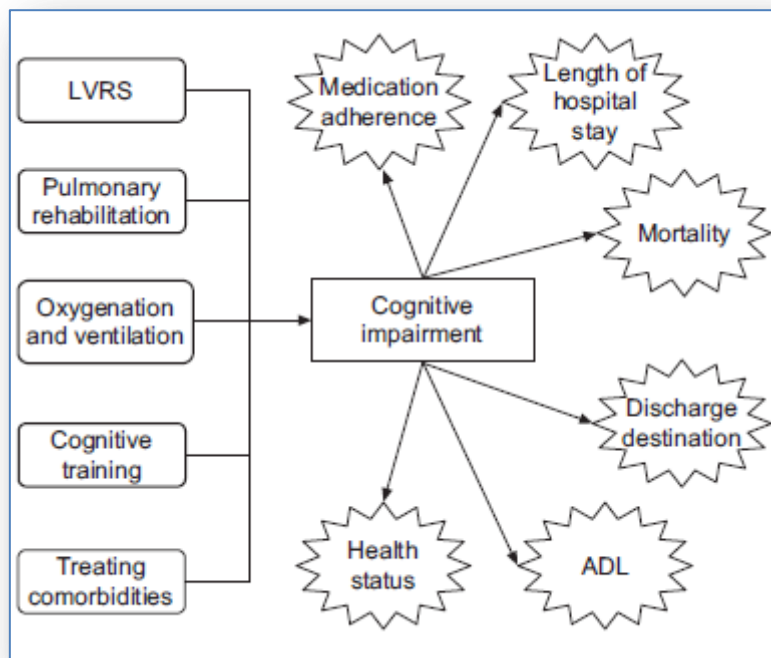 LVRS
Pulmonary
rehabilitation
Oxygenation
and ventilation
Cognitive
training
Treating
comorbidities
Cognitive
impairment
Medication
adherence
Length of
hospital
stay
Mortality
Discharge
destination
ADL
Health
status